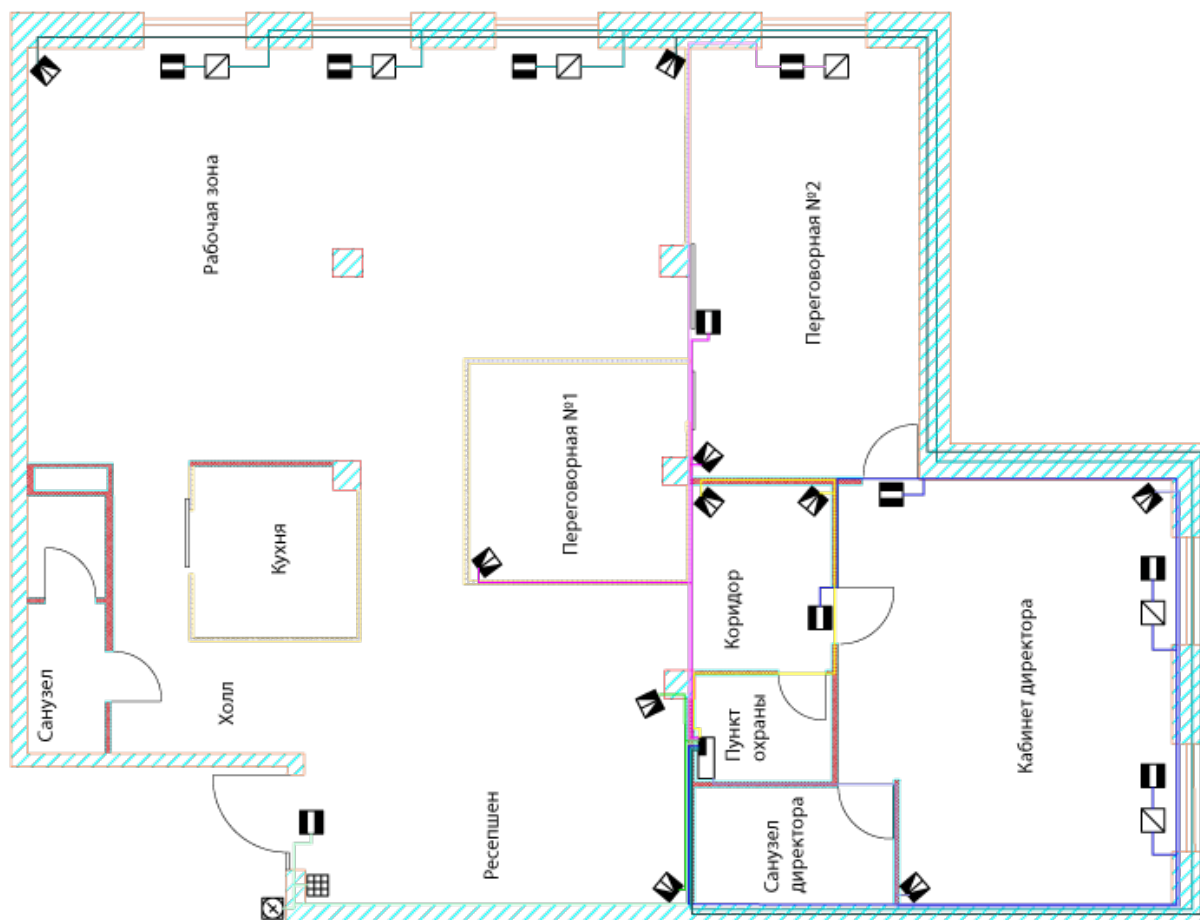 Рабочая зона
Переговорная №2
Переговорная №1
Кухня
Коридор
Санузел
Холл
Пункт
охраны
Кабинет директора
Ресепшен
Санузел
директора